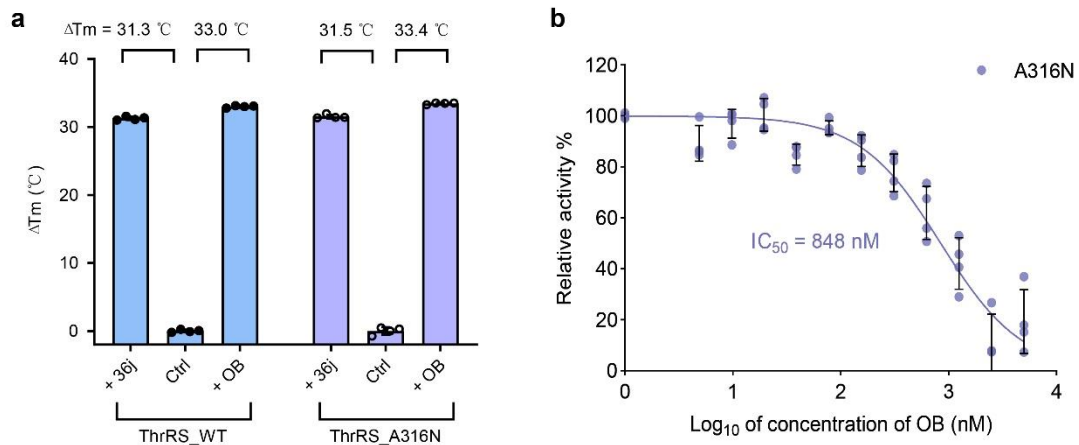 a
ΔTm = 31.3 ℃ 33.0 ℃ 31.5 ℃ 33.4 ℃
40
30
20
10
0
ΔTm (℃)
+ 36j Ctrl + OB + 36j Ctrl + OB
ThrRS_WT ThrRS_A316N
b
A316N
120
100
80
60
40
20
0
Relative activity %
IC50 = 848 nM
0 1 2 3 4
Log10 of concentration of OB (nM)